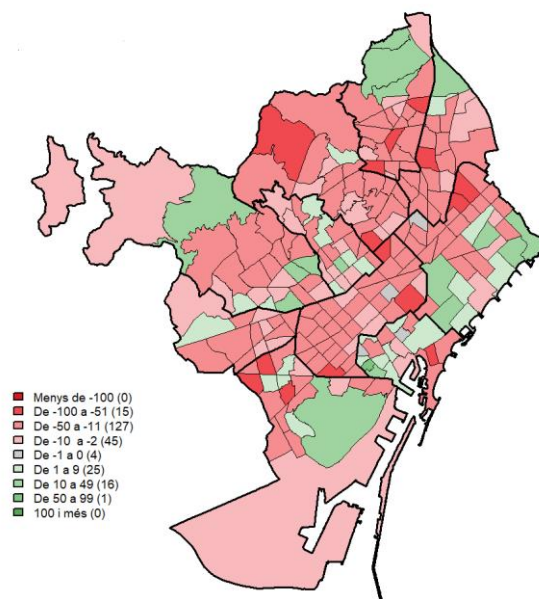 Menys de -100 (0)
De -100 a -51 (15)
De -50 a -11 (127)
De -10 a -2 (45)
De -1 a 0 (4)
De 1 a 9 (25)
De 10 a 49 (16)
De 50 a 99 (1)
100 i més (0)